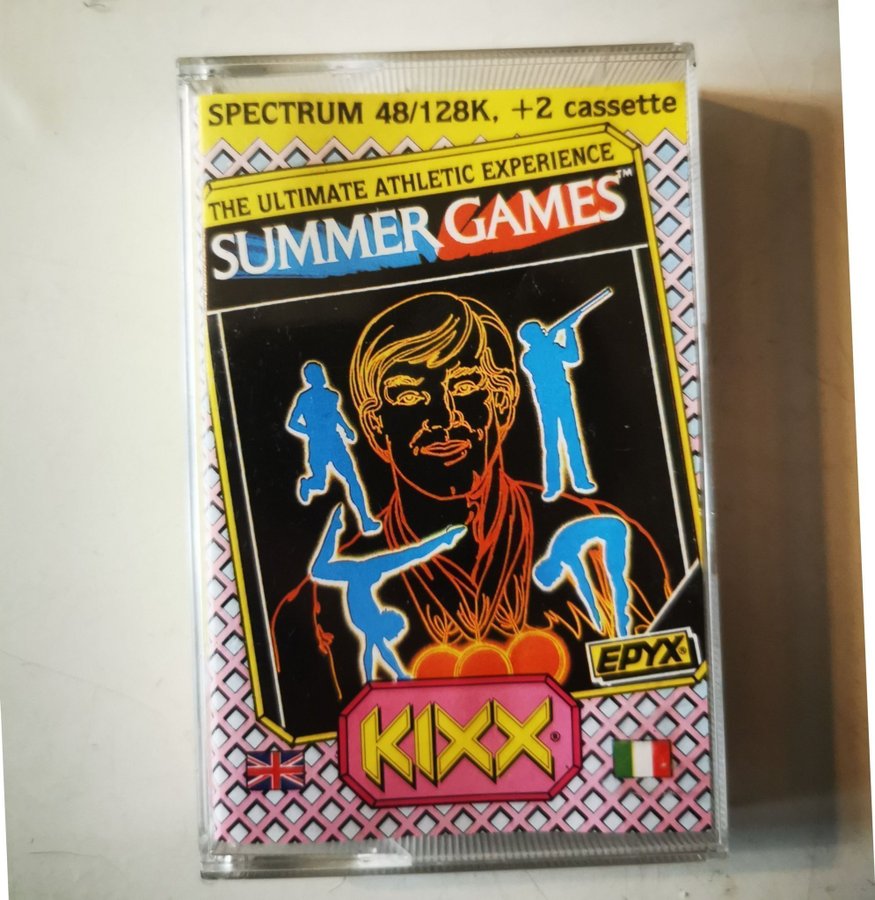 SPECTRUM 48/128K, +2 cassette
THE ULTIMATE ATHLETIC EXPERIENCE
SUMMER GAMES™
EPYX®
KIXX®